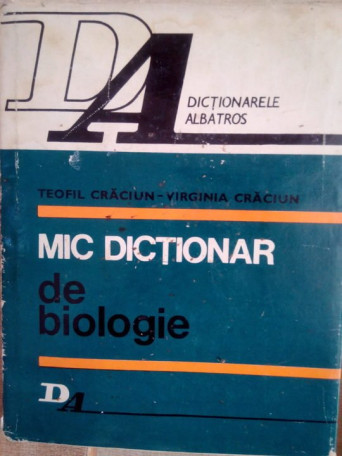 DA
DICȚIONARELE
ALBATROS
TEOFIL CRĂCIUN-VIRGINIA CRĂCIUN
MIC DICȚIONAR
de
biologie
DA